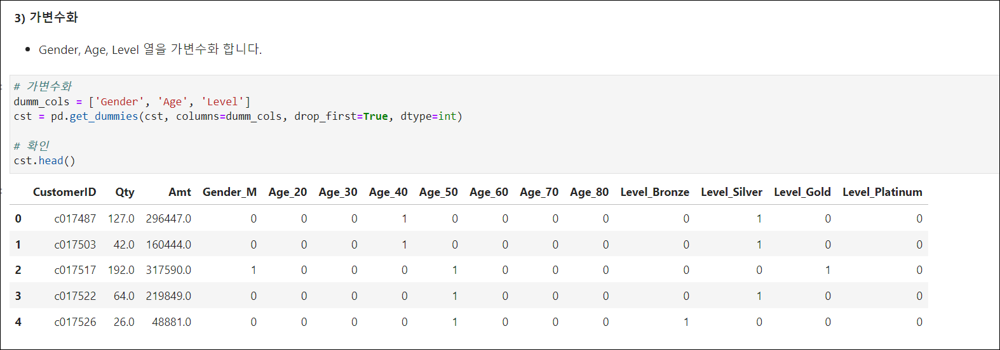 3) 가변수화
• Gender, Age, Level 열을 가변수화 합니다.
# 가변수화
dumm_cols = ['Gender', 'Age', 'Level']
cst = pd.get_dummies(cst, columns=dumm_cols, drop_first=True, dtype=int)
# 확인
cst.head()
CustomerID Qty Amt Gender_M Age_20 Age_30 Age_40 Age_50 Age_60 Age_70 Age_80 Level_Bronze Level_Silver Level_Gold Level_Platinum
0 c017487 127.0 296447.0 0 0 0 1 0 0 0 0 0 1 0 0
1 c017503 42.0 160444.0 0 0 0 1 0 0 0 0 0 1 0 0
2 c017517 192.0 317590.0 1 0 0 0 1 0 0 0 0 0 1 0
3 c017522 64.0 219849.0 0 0 0 0 1 0 0 0 0 1 0 0
4 c017526 26.0 48881.0 0 0 0 0 1 0 0 0 1 0 0 0